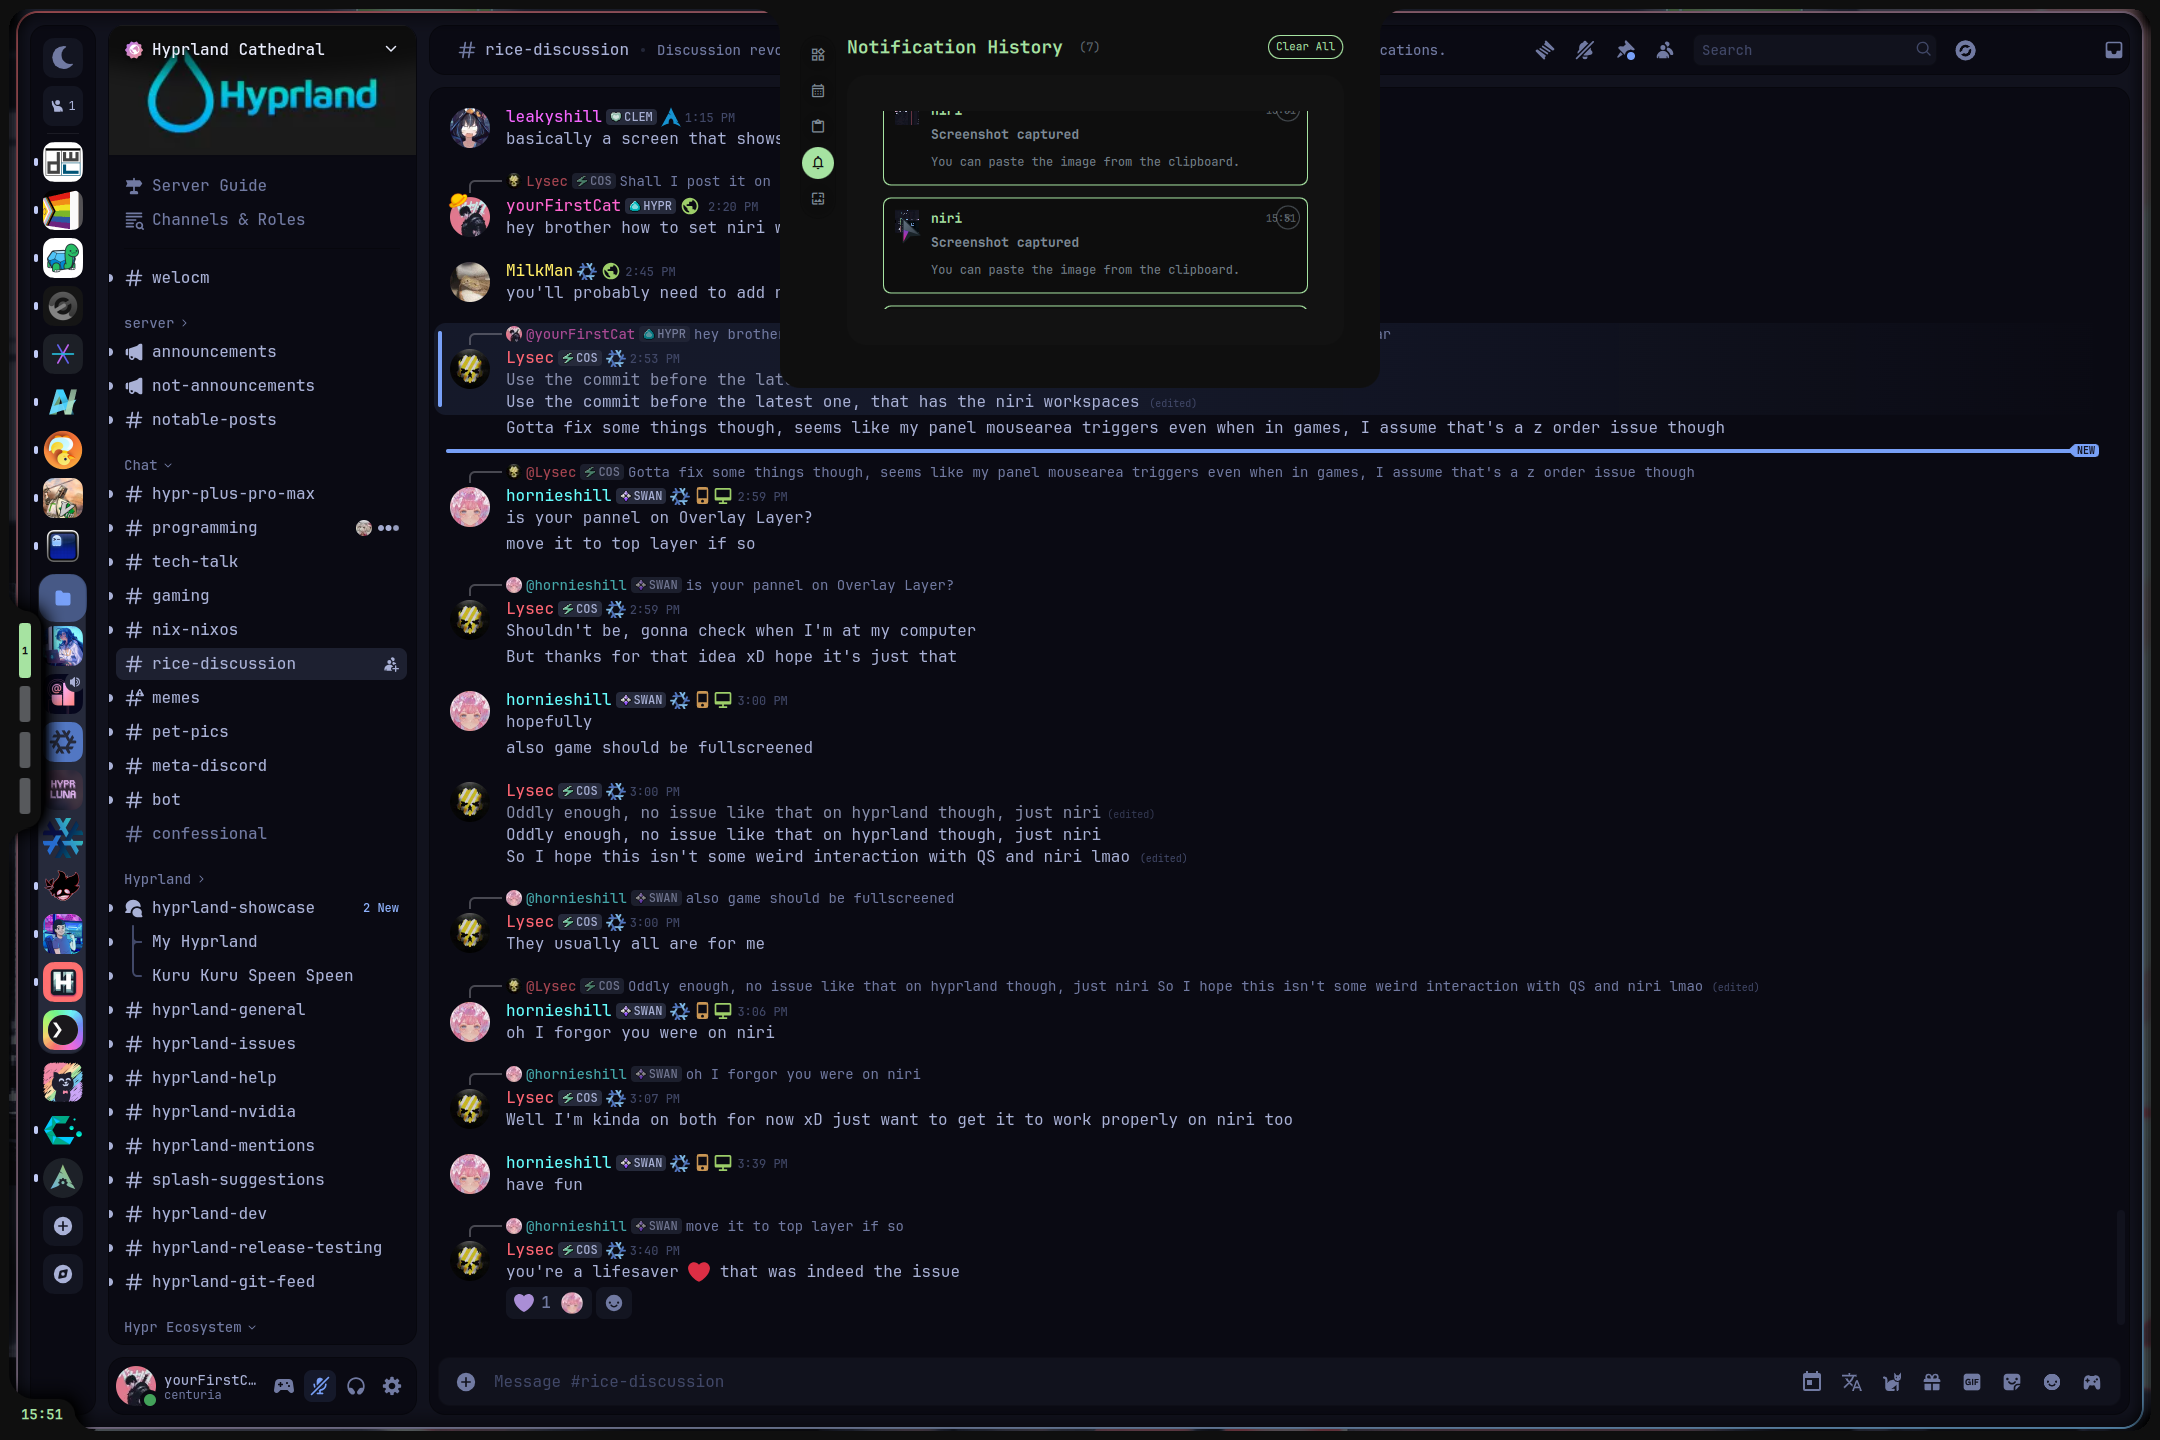 Hyprland Cathedral
Hyprland
1
Server Guide
Channels & Roles
welocm
server
announcements
not-announcements
notable-posts
Chat
hypr-plus-pro-max
programming
tech-talk
gaming
nix-nixos
rice-discussion
memes
pet-pics
meta-discord
bot
confessional
Hyprland
hyprland-showcase 2 New
My Hyprland
Kuru Kuru Speen Speen
hyprland-general
hyprland-issues
hyprland-help
hyprland-nvidia
hyprland-mentions
splash-suggestions
hyprland-dev
hyprland-release-testing
hyprland-git-feed
Hypr Ecosystem
yourFirstC…
centuria
1
HYPR
LUNA
15:51
rice-discussion • Discussion revo
cations.
Search
Notification History (7)
Clear All
niri
Screenshot captured
You can paste the image from the clipboard.
niri 15:51
Screenshot captured
You can paste the image from the clipboard.
leakyshill CLEM 1:15 PM
basically a screen that shows
Lysec COS Shall I post it on
yourFirstCat HYPR 2:20 PM
hey brother how to set niri w
MilkMan 2:45 PM
you'll probably need to add
@yourFirstCat HYPR hey brother
Lysec COS 2:53 PM
Use the commit before the lat
Use the commit before the latest one, that has the niri workspaces (edited)
Gotta fix some things though, seems like my panel mousearea triggers even when in games, I assume that's a z order issue though
NEW
@Lysec COS Gotta fix some things though, seems like my panel mousearea triggers even when in games, I assume that's a z order issue though
hornieshill SWAN 2:59 PM
is your pannel on Overlay Layer?
move it to top layer if so
@hornieshill SWAN is your pannel on Overlay Layer?
Lysec COS 2:59 PM
Shouldn't be, gonna check when I'm at my computer
But thanks for that idea xD hope it's just that
hornieshill SWAN 3:00 PM
hopefully
also game should be fullscreened
Lysec COS 3:00 PM
Oddly enough, no issue like that on hyprland though, just niri (edited)
Oddly enough, no issue like that on hyprland though, just niri
So I hope this isn't some weird interaction with QS and niri lmao (edited)
@hornieshill SWAN also game should be fullscreened
Lysec COS 3:00 PM
They usually all are for me
@Lysec COS Oddly enough, no issue like that on hyprland though, just niri So I hope this isn't some weird interaction with QS and niri lmao (edited)
hornieshill SWAN 3:06 PM
oh I forgor you were on niri
@hornieshill SWAN oh I forgor you were on niri
Lysec COS 3:07 PM
Well I'm kinda on both for now xD just want to get it to work properly on niri too
hornieshill SWAN 3:39 PM
have fun
@hornieshill SWAN move it to top layer if so
Lysec COS 3:40 PM
you're a lifesaver ❤ that was indeed the issue
1
Message #rice-discussion
GIF